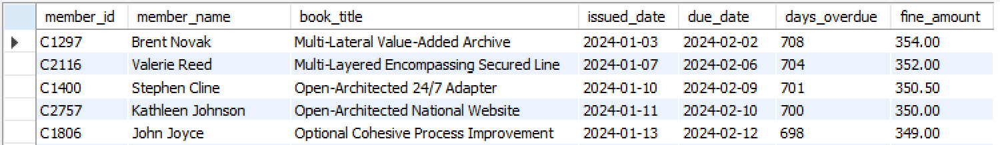 member_id member_name book_title issued_date due_date days_overdue fine_amount
C1297 Brent Novak Multi-Lateral Value-Added Archive 2024-01-03 2024-02-02 708 354.00
C2116 Valerie Reed Multi-Layered Encompassing Secured Line 2024-01-07 2024-02-06 704 352.00
C1400 Stephen Cline Open-Architected 24/7 Adapter 2024-01-10 2024-02-09 701 350.50
C2757 Kathleen Johnson Open-Architected National Website 2024-01-11 2024-02-10 700 350.00
C1806 John Joyce Optional Cohesive Process Improvement 2024-01-13 2024-02-12 698 349.00